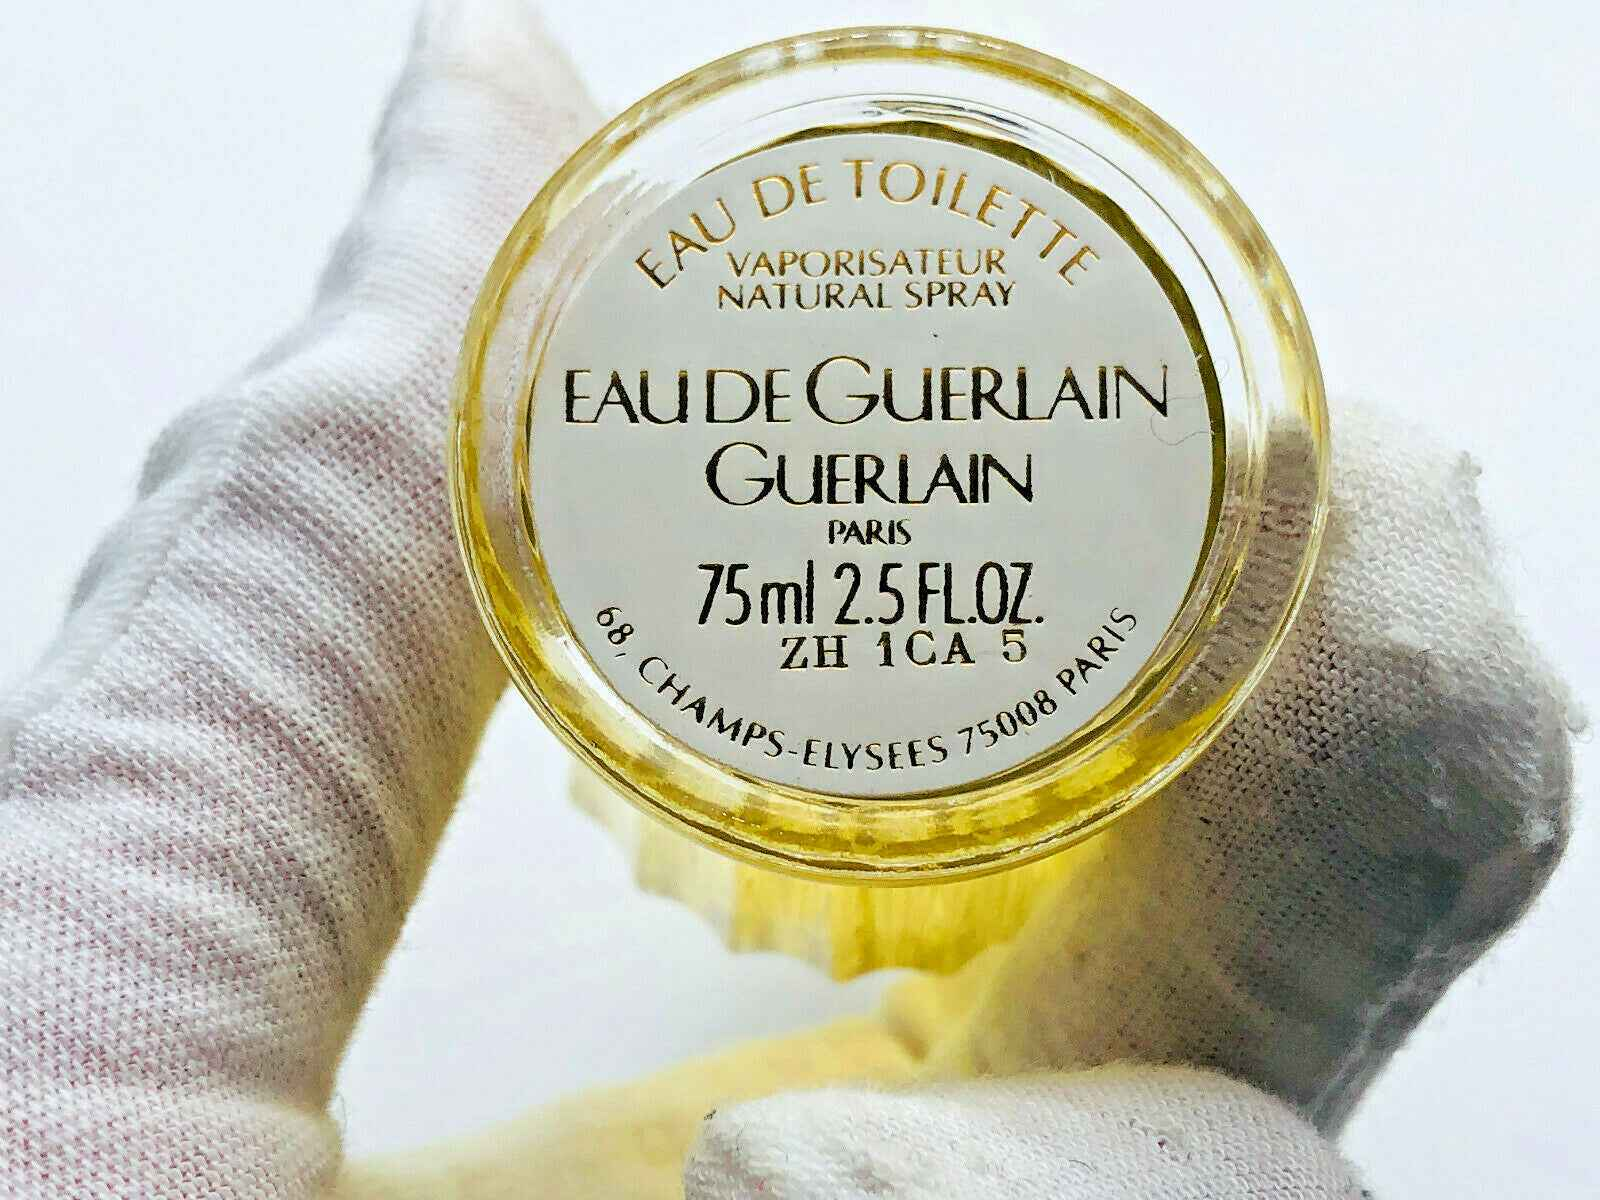 EAU DE TOILETTE
VAPORISATEUR
NATURAL SPRAY
EAU DE GUERLAIN
GUERLAIN
PARIS
75ml 2.5 FL.OZ.
ZH 1CA 5
68, CHAMPS-ELYSEES 75008 PARIS